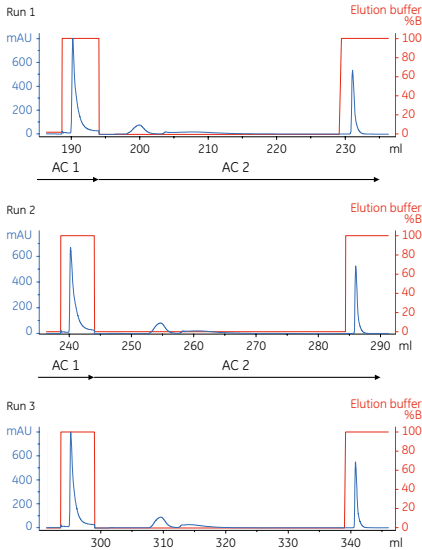 Run 1
Elution buffer
mAU %B
100
600 80
60
400
40
200 20
0 0
190 200 210 220 230 ml
AC 1 AC 2
Run 2
Elution buffer
mAU %B
100
600 80
400 60
40
200
20
0 0
240 250 260 270 280 290 ml
AC 1 AC 2
Run 3
Elution buffer
mAU %B
100
600 80
60
400
40
200 20
0 0
300 310 320 330 340 ml